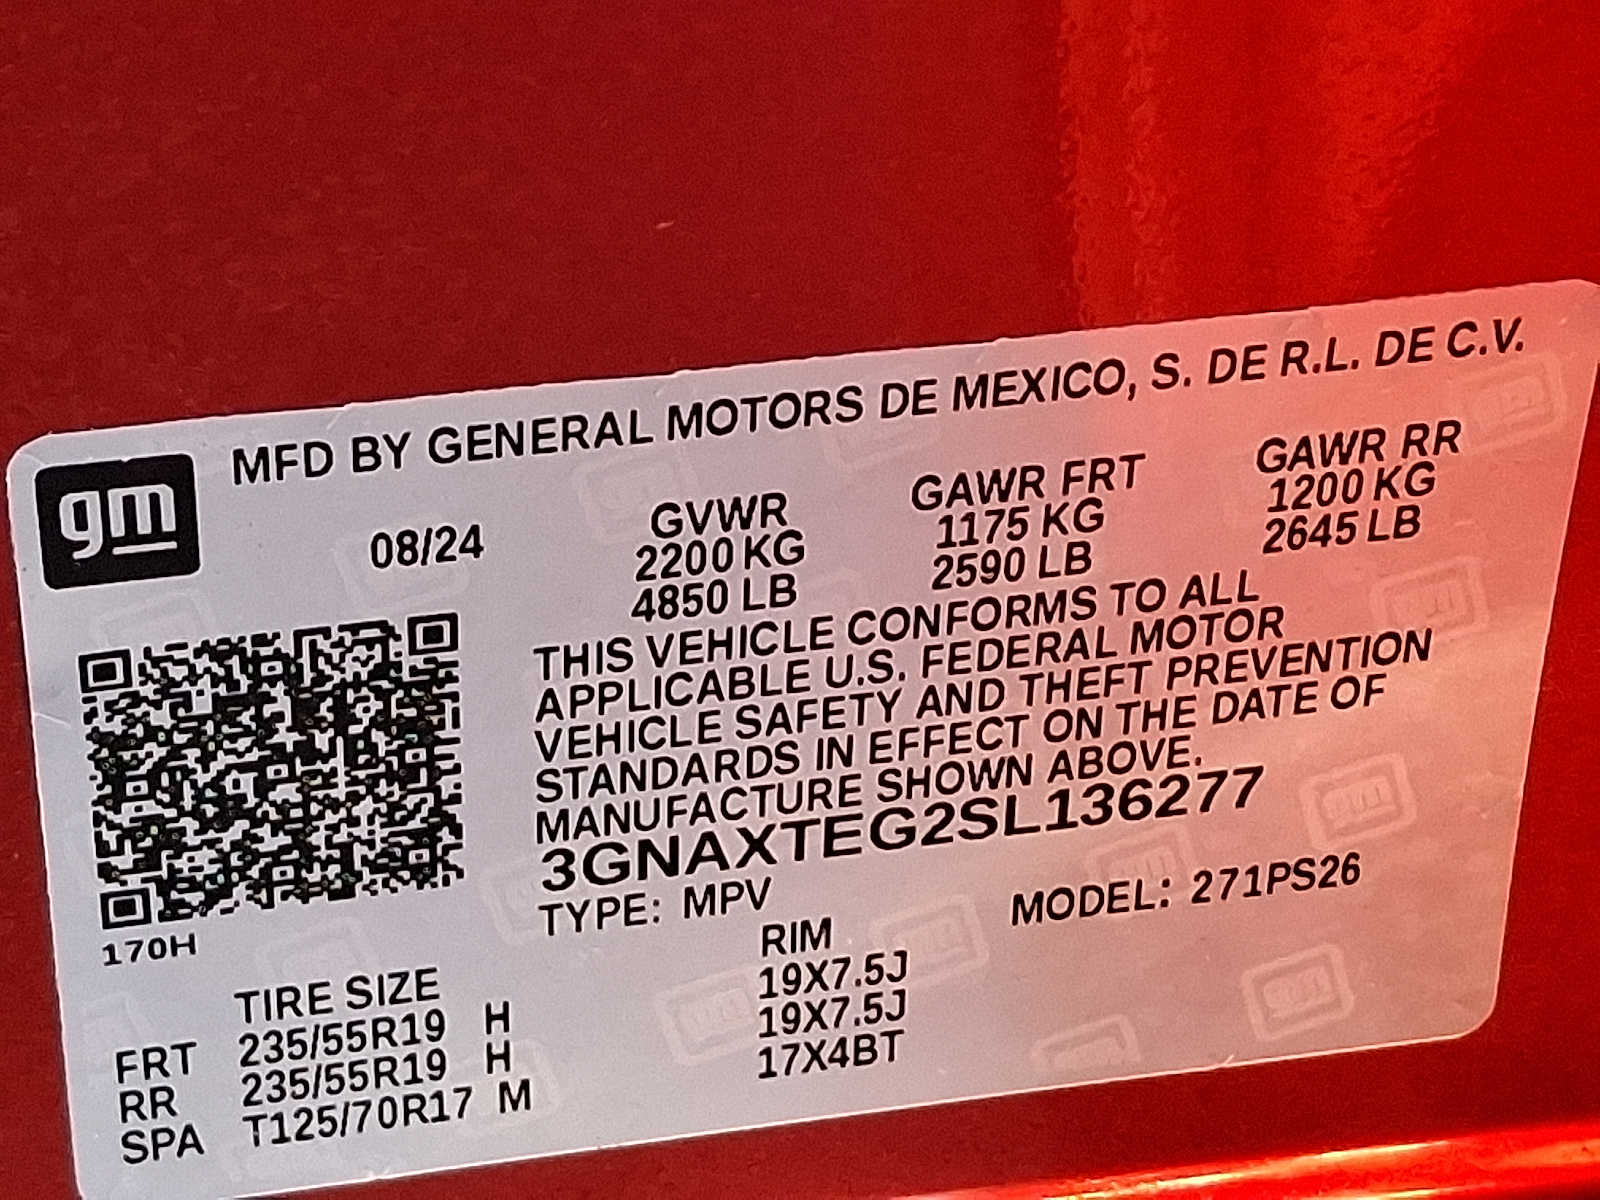 MFD BY GENERAL MOTORS DE MEXICO, S. DE R.L. DE C.V.
gm
08/24
GVWR GAWR FRT GAWR RR
2200 KG 1175 KG 1200 KG
4850 LB 2590 LB 2645 LB
THIS VEHICLE CONFORMS TO ALL
APPLICABLE U.S. FEDERAL MOTOR
VEHICLE SAFETY AND THEFT PREVENTION
STANDARDS IN EFFECT ON THE DATE OF
MANUFACTURE SHOWN ABOVE.
3GNAXTEG2SL136277
TYPE: MPV MODEL: 271PS26
170H
TIRE SIZE RIM
FRT 235/55R19 H 19X7.5J
RR 235/55R19 H 19X7.5J
SPA T125/70R17 M 17X4BT